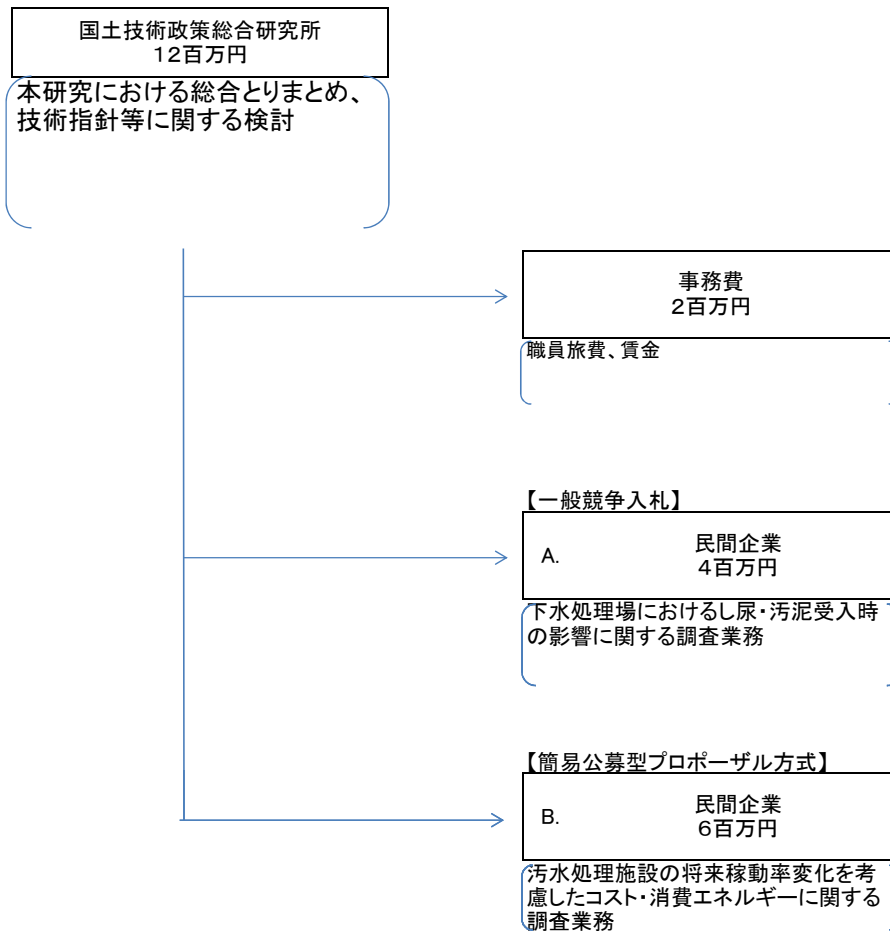 国土技術政策総合研究所
12百万円
本研究における総合とりまとめ、
技術指針等に関する検討
事務費
2百万円
職員旅費、賃金
【一般競争入札】
A. 民間企業
4百万円
下水処理場におけるし尿・汚泥受入時
の影響に関する調査業務
【簡易公募型プロポーザル方式】
B. 民間企業
6百万円
汚水処理施設の将来稼動率変化を考
慮したコスト・消費エネルギーに関する
調査業務